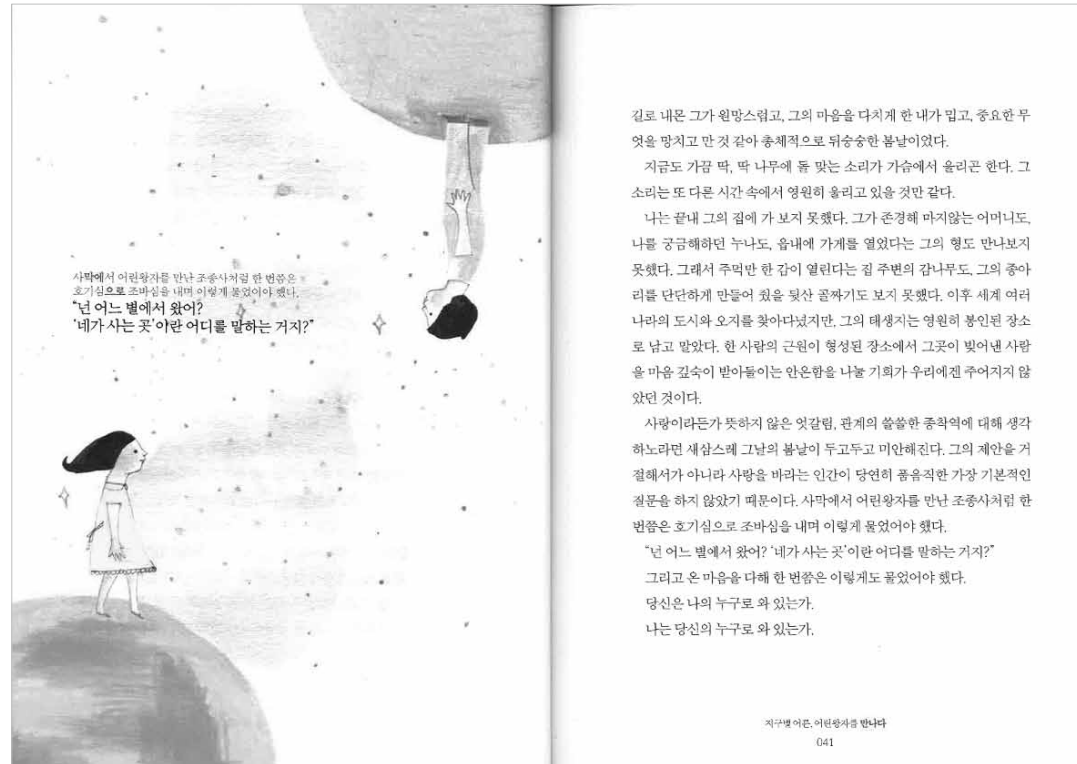 사막에서 어린왕자를 만난 조종사처럼 한 번쯤은
호기심으로 조바심을 내며 이렇게 물었어야 했다.
“넌 어느 별에서 왔어?
‘네가 사는 곳’이란 어디를 말하는 거지?”
길로 내몬 그가 원망스럽고, 그의 마음을 다치게 한 내가 밉고, 중요한 무
엇을 망치고 만 것 같아 총체적으로 뒤숭숭한 봄날이었다.
지금도 가끔 딱, 딱 나무에 돌 맞는 소리가 가슴에서 울리곤 한다. 그
소리는 또 다른 시간 속에서 영원히 울리고 있을 것만 같다.
나는 끝내 그의 집에 가 보지 못했다. 그가 존경해 마지않는 어머니도,
나를 궁금해하던 누나도, 읍내에 가게를 열었다는 그의 형도 만나보지
못했다. 그래서 주먹만 한 감이 열린다는 집 주변의 감나무도, 그의 종아
리를 단단하게 만들어 줬을 뒷산 골짜기도 보지 못했다. 이후 세계 여러
나라의 도시와 오지를 찾아다녔지만, 그의 태생지는 영원히 봉인된 장소
로 남고 말았다. 한 사람의 근원이 형성된 장소에서 그곳이 빚어낸 사람
을 마음 깊숙이 받아들이는 안온함을 나눌 기회가 우리에겐 주어지지 않
았던 것이다.
사랑이라든가 뜻하지 않은 엇갈림, 관계의 쓸쓸한 종착역에 대해 생각
하노라면 새삼스레 그날의 봄날이 두고두고 미안해진다. 그의 제안을 거
절해서가 아니라 사랑을 바라는 인간이 당연히 품음직한 가장 기본적인
질문을 하지 않았기 때문이다. 사막에서 어린왕자를 만난 조종사처럼 한
번쯤은 호기심으로 조바심을 내며 이렇게 물었어야 했다.
“넌 어느 별에서 왔어? ‘네가 사는 곳’이란 어디를 말하는 거지?”
그리고 온 마음을 다해 한 번쯤은 이렇게도 물었어야 했다.
당신은 나의 누구로 와 있는가.
나는 당신의 누구로 와 있는가.
지구별 어른, 어린왕자를 만나다
041